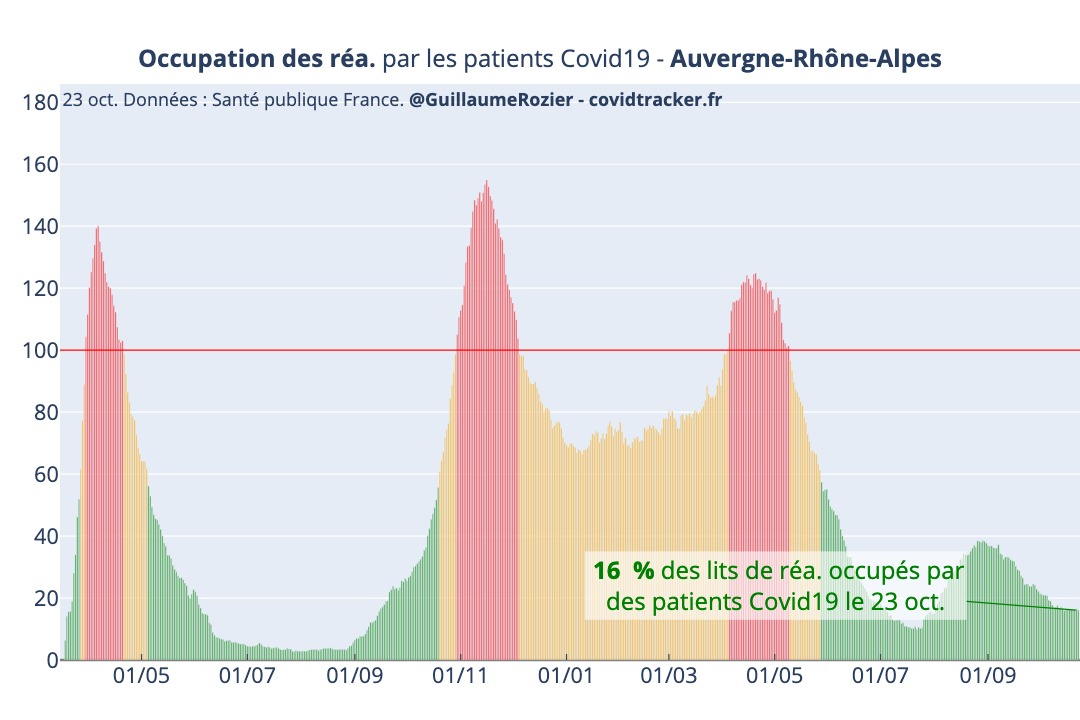 Occupation des réa. par les patients Covid19 - Auvergne-Rhône-Alpes
23 oct. Données : Santé publique France. @GuillaumeRozier - covidtracker.fr
180
160
140
120
100
80
60
40
20
0
16 % des lits de réa. occupés par
des patients Covid19 le 23 oct.
01/05 01/07 01/09 01/11 01/01 01/03 01/05 01/07 01/09